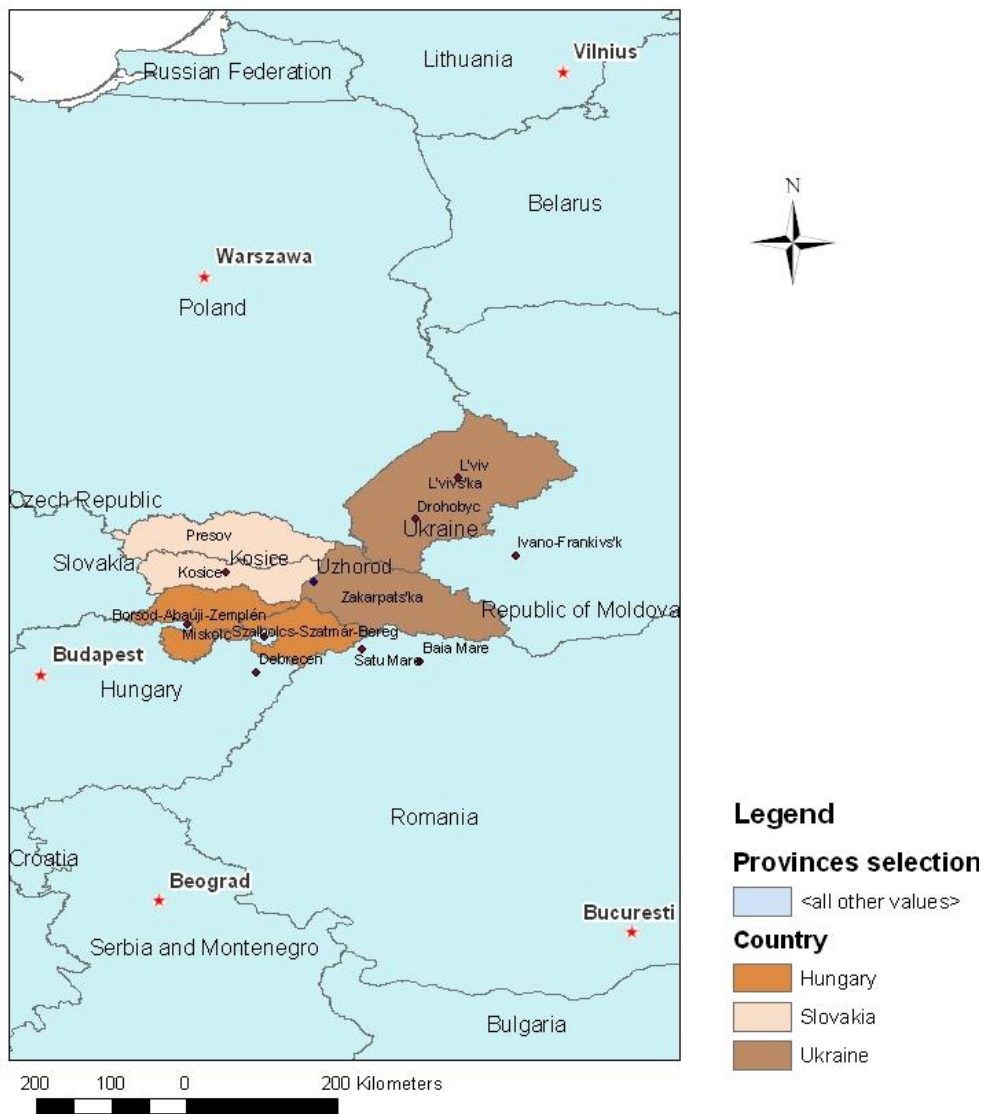 Lithuania
Vilnius
Russian Federation
Belarus
N
Warszawa
Poland
L'viv
L'vivs'ka
Czech Republic
Drohobyc
Ukraine
Presov
Ivano-Frankivs'k
Slovakia
Kosice
Kosice
Uzhorod
Zakarpats'ka
Borsod-Abaúji-Zemplén
Republic of Moldova
Miskolc
Szalbolcs-Szatmár-Bereg
Budapest
Debrecen
Satu Mare
Baia Mare
Hungary
Romania
Croatia
Beograd
Bucuresti
Serbia and Montenegro
Bulgaria
Legend
Provinces selection
<all other values>
Country
Hungary
Slovakia
Ukraine
200 100 0 200 Kilometers